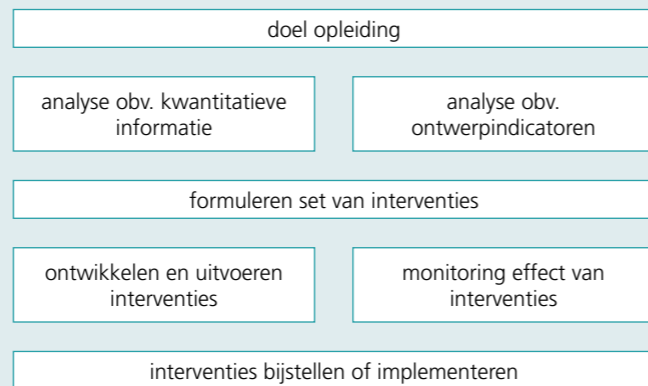 doel opleiding
analyse obv. kwantitatieve
informatie
analyse obv.
ontwerpindicatoren
formuleren set van interventies
ontwikkelen en uitvoeren
interventies
monitoring effect van
interventies
interventies bijstellen of implementeren